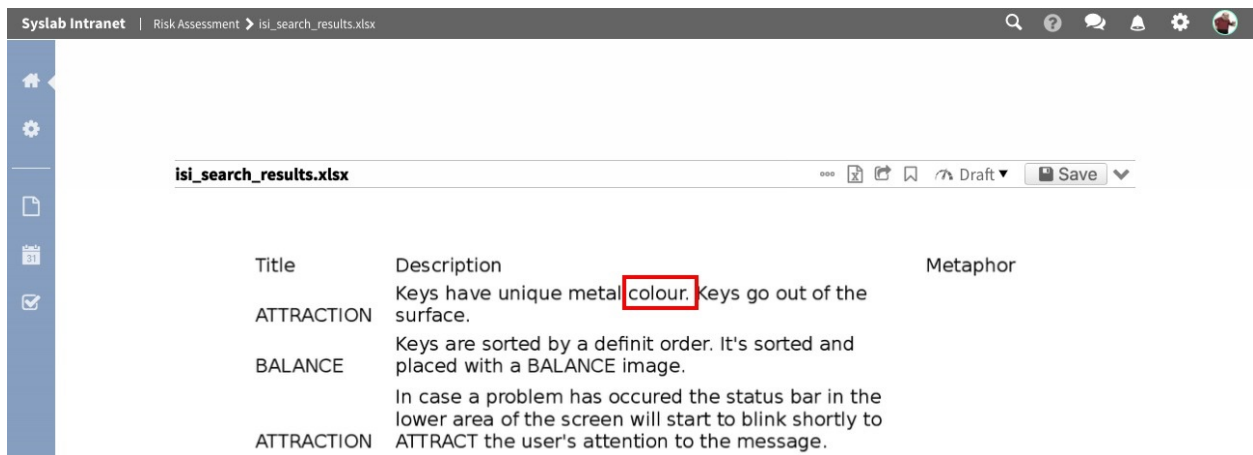 Syslab Intranet | Risk Assessment isi_search_results.xlsx
31
isi_search_results.xlsx Draft Save
Title Description Metaphor
Keys have unique metal colour. Keys go out of the
ATTRACTION surface.
Keys are sorted by a definit order. It's sorted and
BALANCE placed with a BALANCE image.
In case a problem has occured the status bar in the
lower area of the screen will start to blink shortly to
ATTRACTION ATTRACT the user's attention to the message.